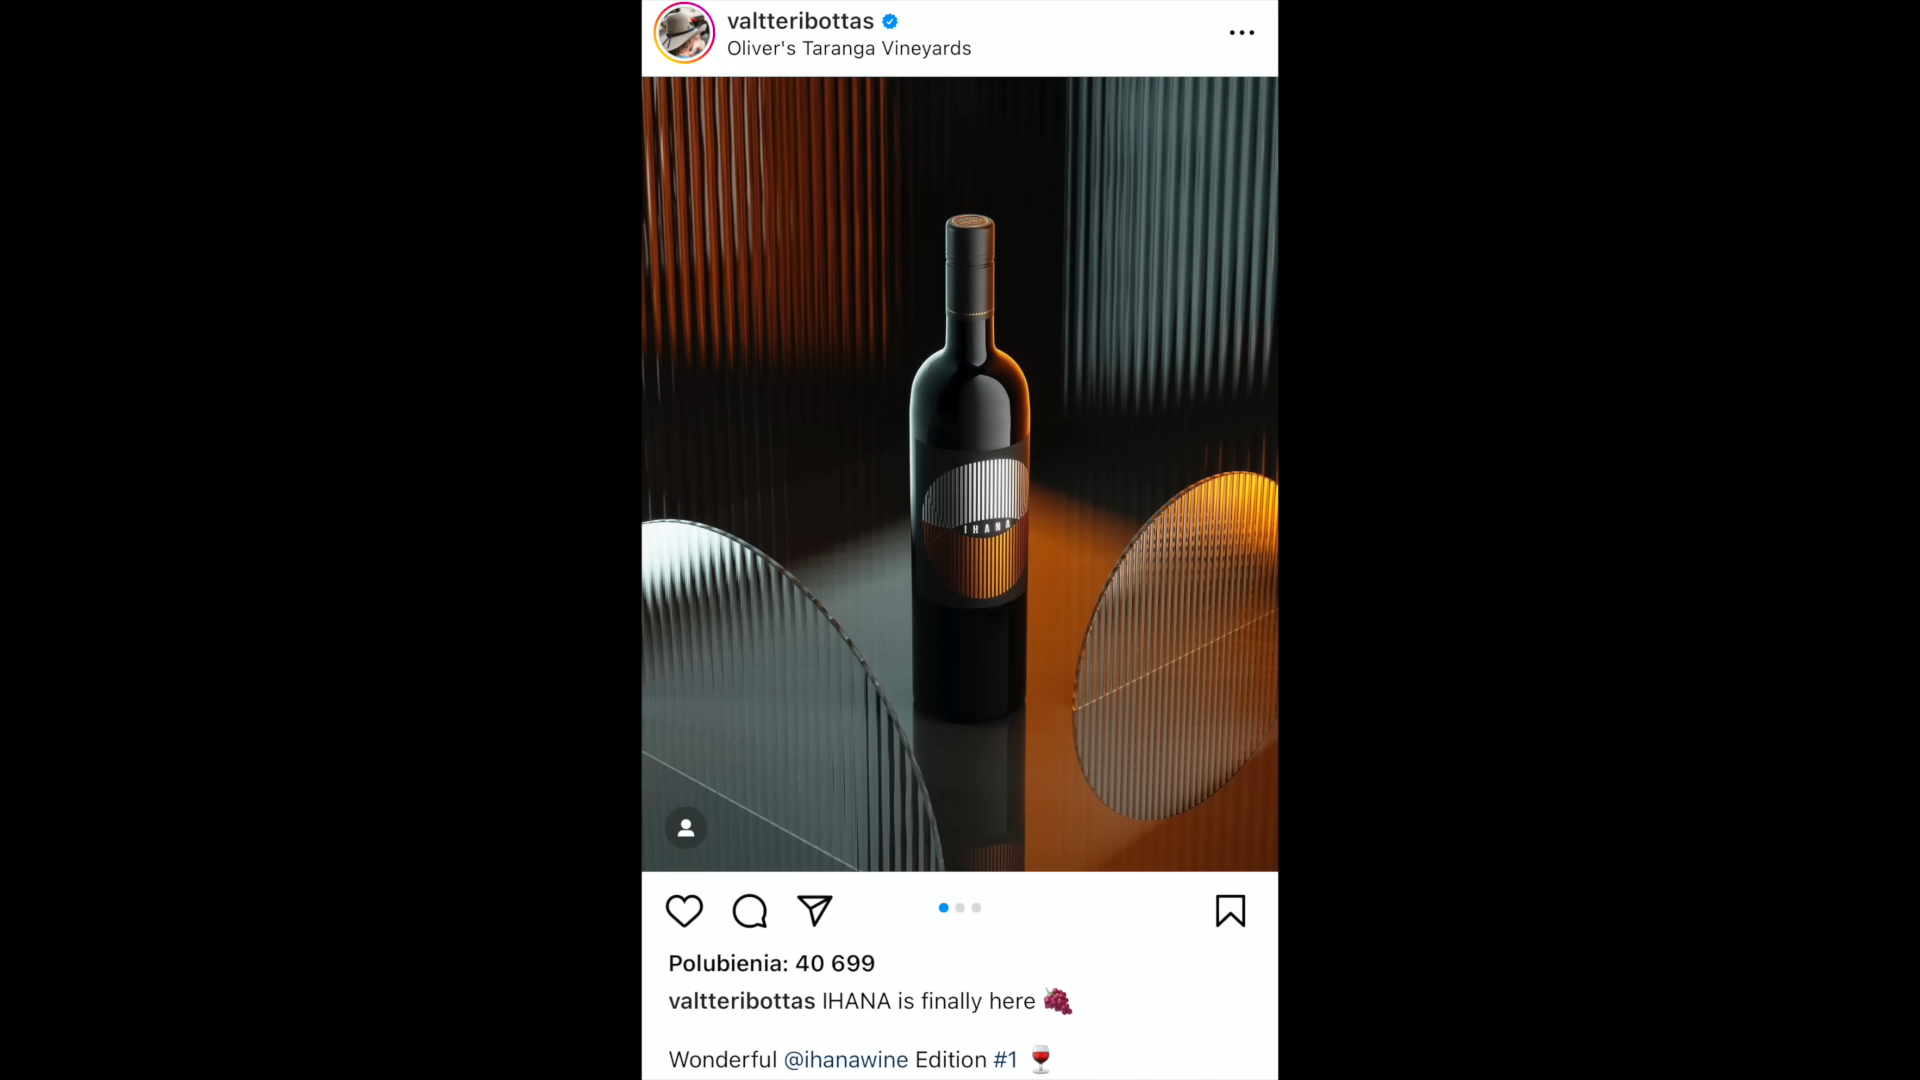 valtteribottas
Oliver's Taranga Vineyards
IHANA
Polubienia: 40 699
valtteribottas IHANA is finally here
Wonderful @ihanawine Edition #1